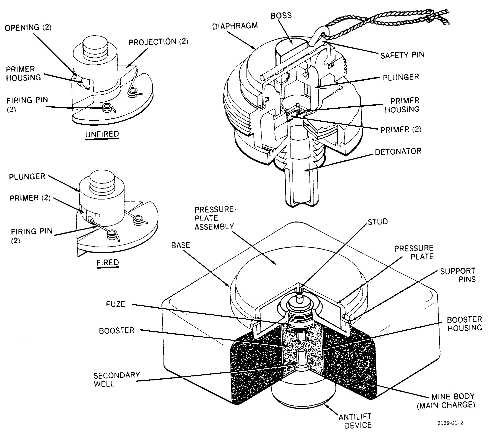 OPENING (2)
PROJECTION (2)
PRIMER
HOUSING
FIRING PIN
(2)
UNFIRED
PLUNGER
PRIMER (2)
FIRING PIN
(2)
FIRED
BOSS
DIAPHRAGM
SAFETY PIN
PLUNGER
PRIMER
HOUSING
PRIMER (2)
DETONATOR
PRESSURE-
PLATE
ASSEMBLY
STUD
BASE
PRESSURE
PLATE
SUPPORT
PINS
FUZE
BOOSTER
BOOSTER
HOUSING
SECONDARY
WELL
MINE BODY
(MAIN CHARGE)
ANTILIFT
DEVICE